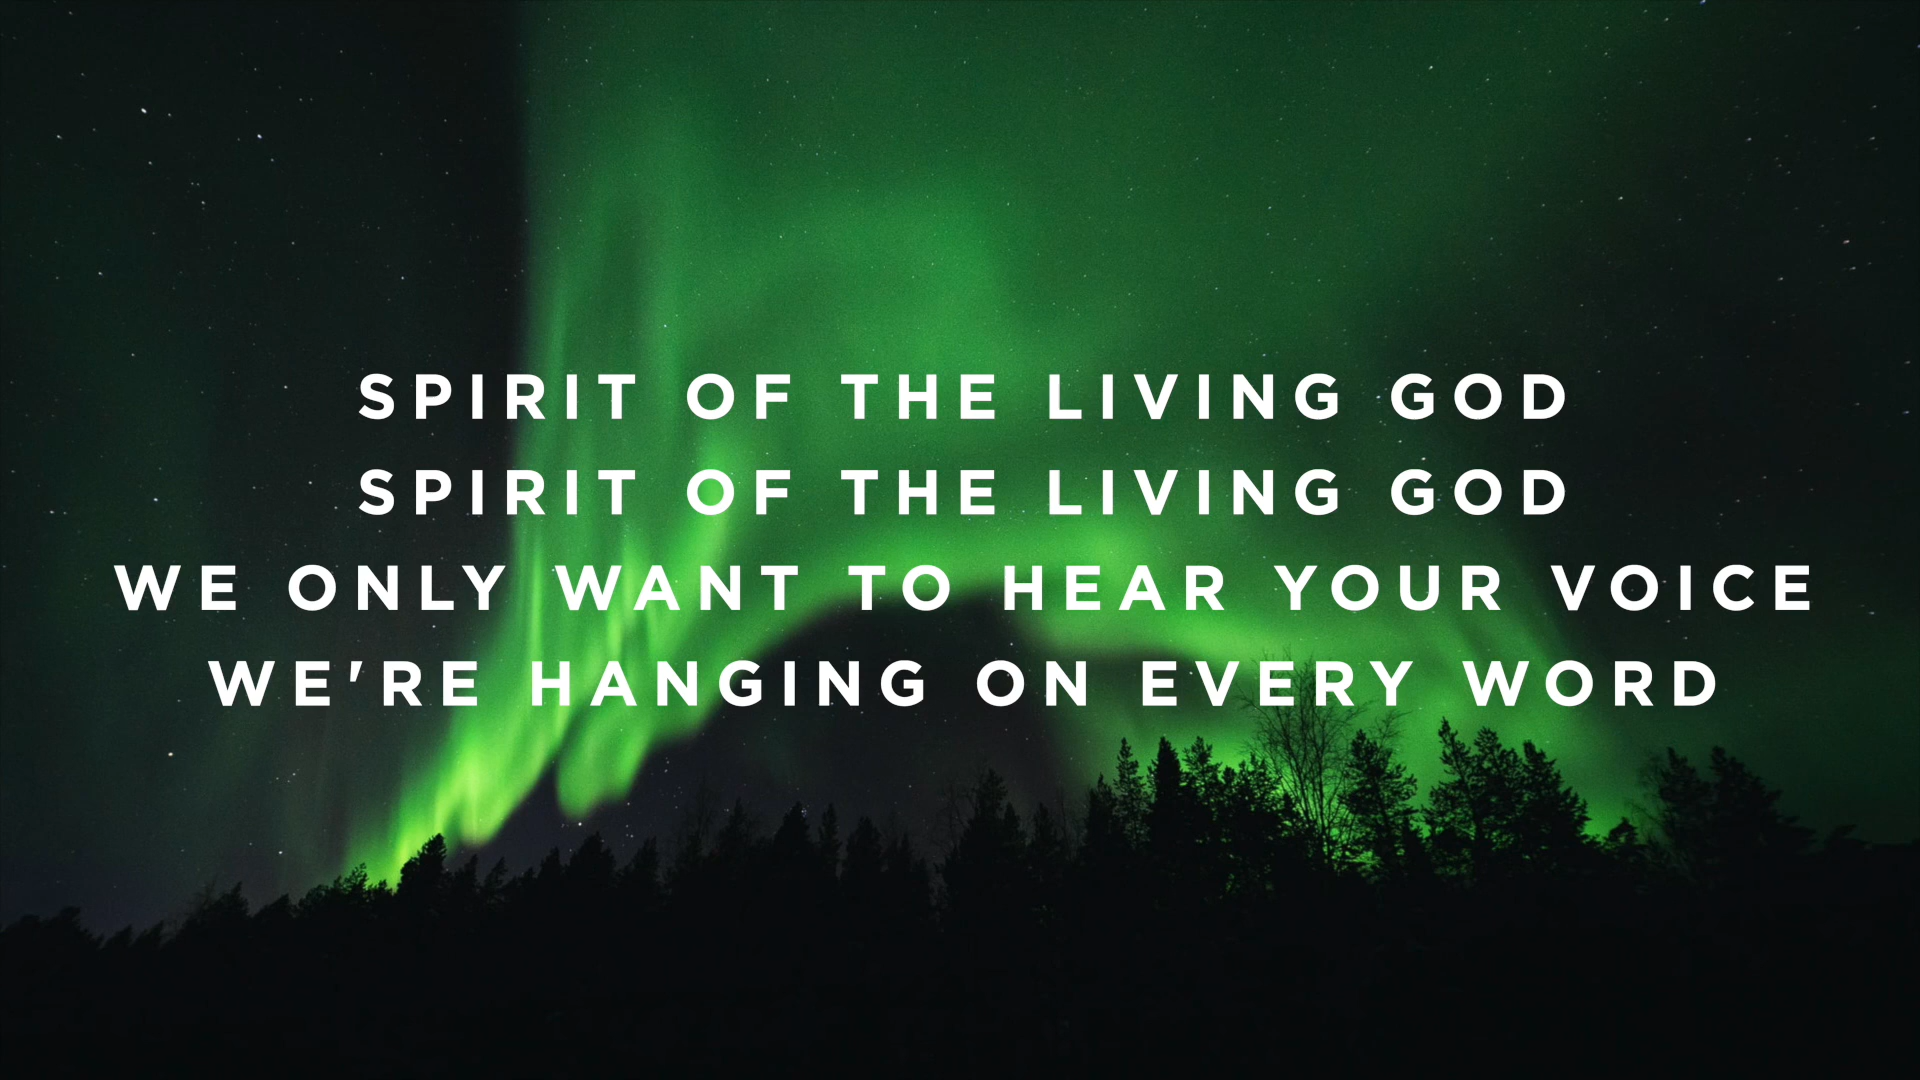 SPIRIT OF THE LIVING GOD
SPIRIT OF THE LIVING GOD
WE ONLY WANT TO HEAR YOUR VOICE
WE'RE HANGING ON EVERY WORD